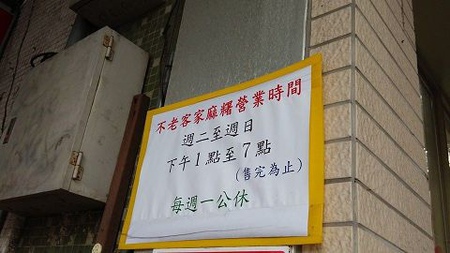 不老客家麻糬營業時間
週二至週日
下午1點至7點
(售完為止)
每週一公休